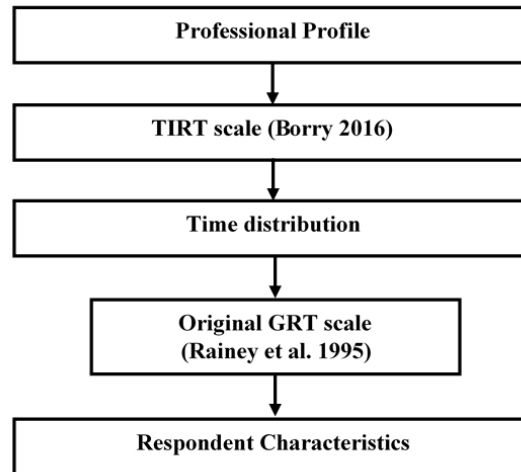 Professional Profile
TIRT scale (Borry 2016)
Time distribution
Original GRT scale
(Rainey et al. 1995)
Respondent Characteristics